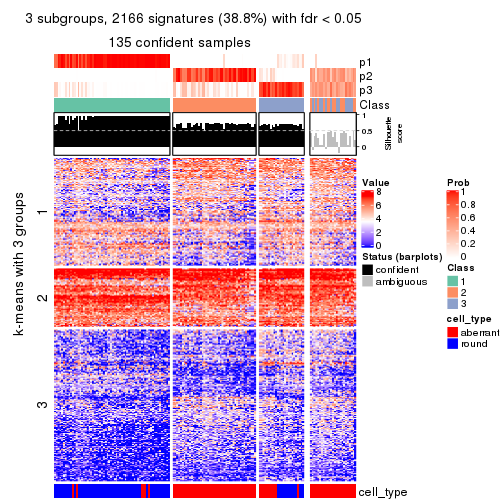 3 subgroups, 2166 signatures (38.8%) with fdr < 0.05
135 confident samples
p1
p2
p3
Class
1
0.5
0
Silhouette
score
k-means with 3 groups
1
2
3
cell_type
Value
8
6
4
2
0
Status (barplots)
confident
ambiguous
Prob
1
0.8
0.6
0.4
0.2
0
Class
1
2
3
cell_type
aberrant
round